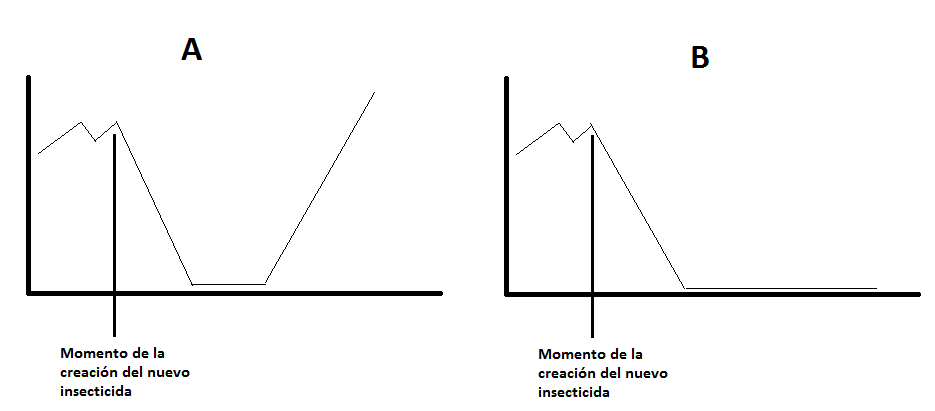 A
Momento de la
creación del nuevo
insecticida
B
Momento de la
creación del nuevo
insecticida